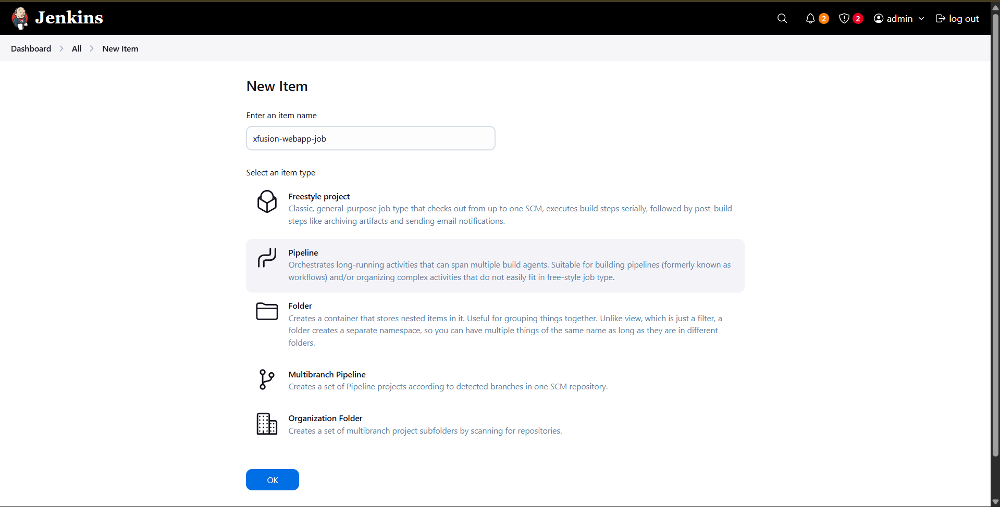 Jenkins
2
2
admin
log out
Dashboard
All
New Item
New Item
Enter an item name
xfusion-webapp-job
Select an item type
Freestyle project
Classic, general-purpose job type that checks out from up to one SCM, executes build steps serially, followed by post-build
steps like archiving artifacts and sending email notifications.
Pipeline
Orchestrates long-running activities that can span multiple build agents. Suitable for building pipelines (formerly known as
workflows) and/or organizing complex activities that do not easily fit in free-style job type.
Folder
Creates a container that stores nested items in it. Useful for grouping things together. Unlike view, which is just a filter, a
folder creates a separate namespace, so you can have multiple things of the same name as long as they are in different
folders.
Multibranch Pipeline
Creates a set of Pipeline projects according to detected branches in one SCM repository.
Organization Folder
Creates a set of multibranch project subfolders by scanning for repositories.
OK